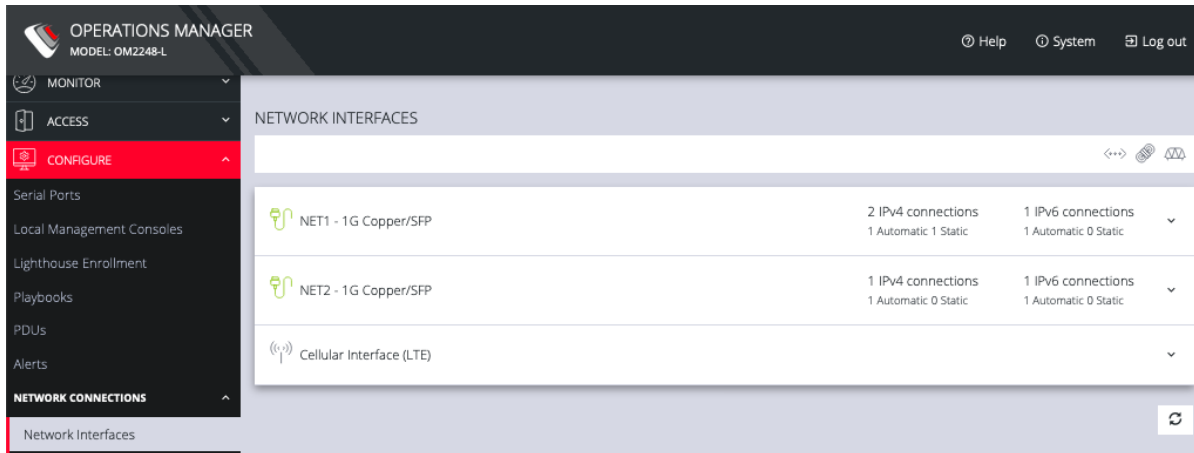 OPERATIONS MANAGER
MODEL: OM2248-L
Help
System
Log out
MONITOR
ACCESS
CONFIGURE
Serial Ports
Local Management Consoles
Lighthouse Enrollment
Playbooks
PDUs
Alerts
NETWORK CONNECTIONS
Network Interfaces
NETWORK INTERFACES
NET1 - 1G Copper/SFP
2 IPv4 connections
1 Automatic 1 Static
1 IPv6 connections
1 Automatic 0 Static
NET2 - 1G Copper/SFP
1 IPv4 connections
1 Automatic 0 Static
1 IPv6 connections
1 Automatic 0 Static
Cellular Interface (LTE)